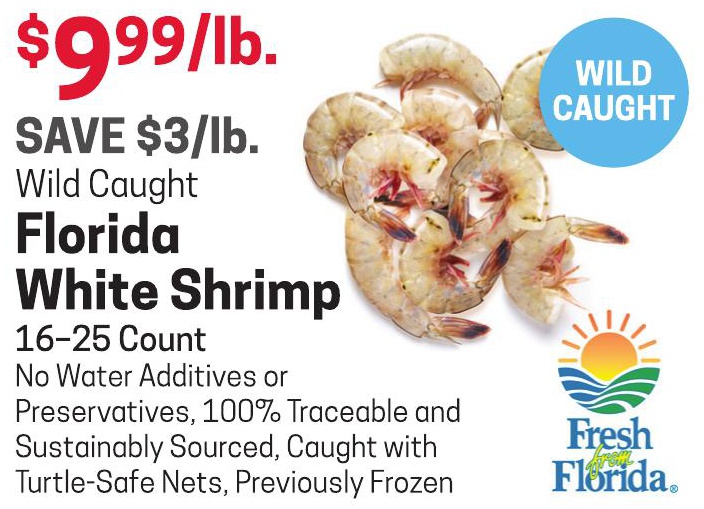 $9.99/lb.
SAVE $3/lb.
Wild Caught
Florida
White Shrimp
16–25 Count
No Water Additives or
Preservatives, 100% Traceable and
Sustainably Sourced, Caught with
Turtle-Safe Nets, Previously Frozen
WILD
CAUGHT
Fresh
from
Florida®